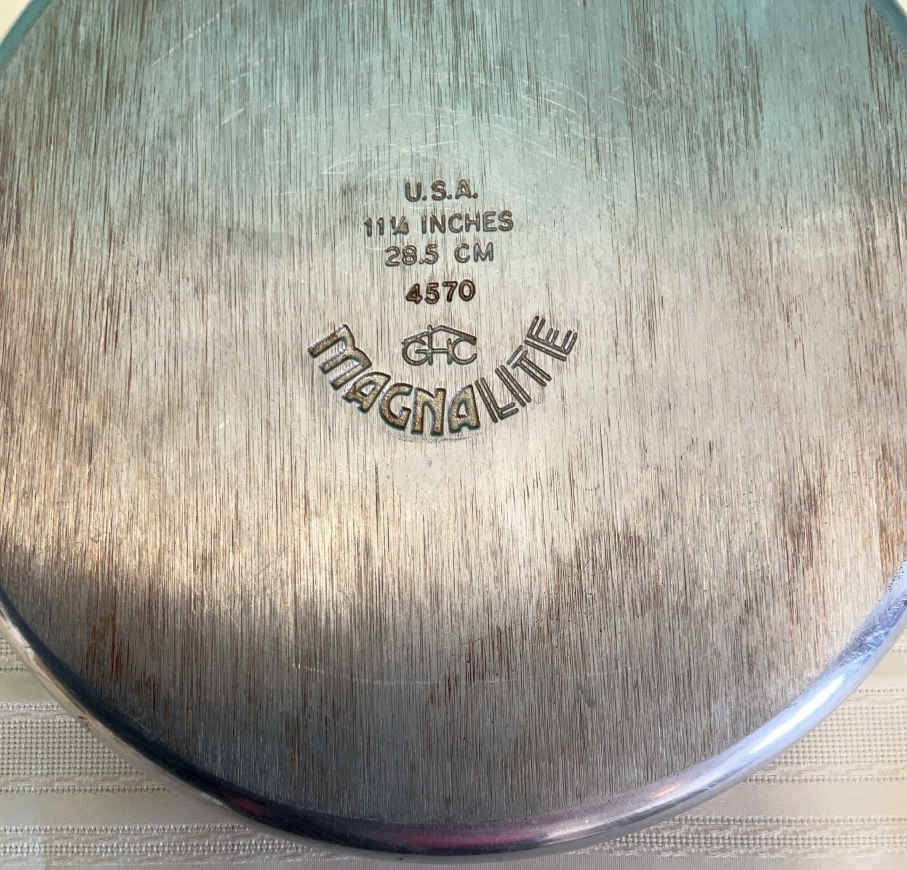 U.S.A.
11¼ INCHES
28.5 CM
4570
GHC
MAGNALITE